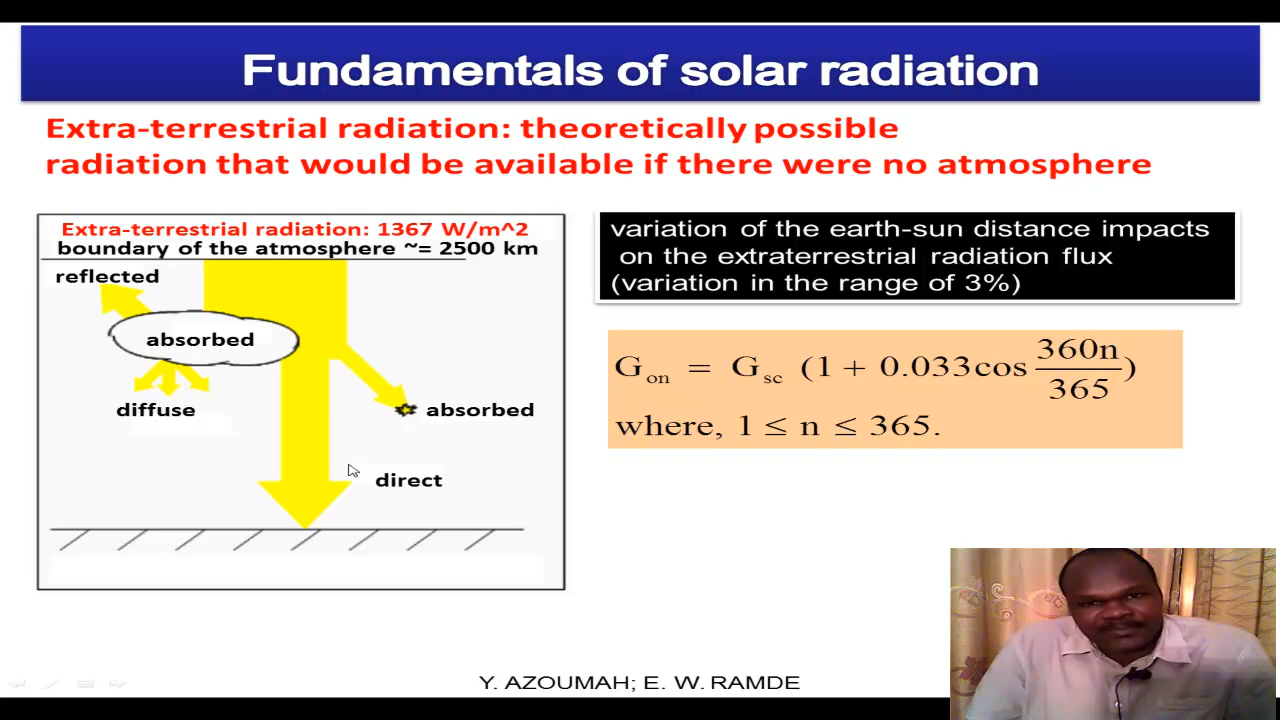 Fundamentals of solar radiation
Extra-terrestrial radiation: theoretically possible
radiation that would be available if there were no atmosphere
Extra-terrestrial radiation: 1367 W/m^2
boundary of the atmosphere ~= 2500 km
reflected
absorbed
diffuse
absorbed
direct
variation of the earth-sun distance impacts
on the extraterrestrial radiation flux
(variation in the range of 3%)
G_on = G_sc (1 + 0.033cos 360n/365)
where, 1 ≤ n ≤ 365.
Y. AZOUMAH; E. W. RAMDE